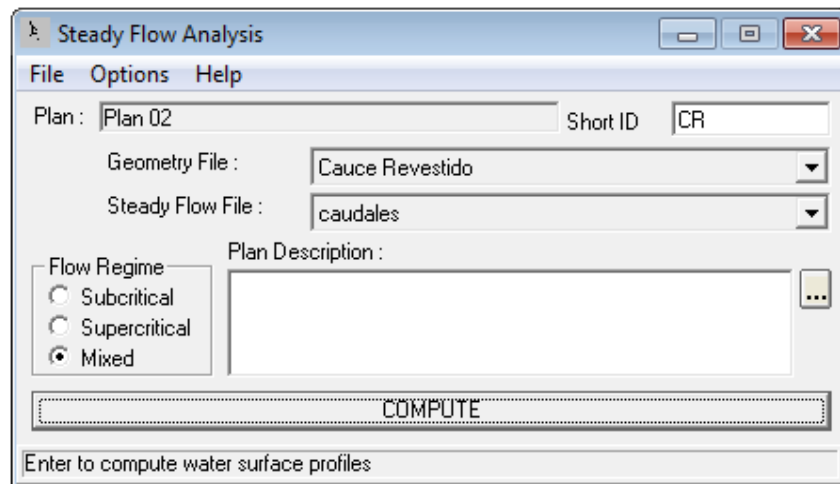 Steady Flow Analysis
File Options Help
Plan : Plan 02 Short ID CR
Geometry File : Cauce Revestido
Steady Flow File : caudales
Plan Description :
Flow Regime
Subcritical
Supercritical
Mixed
...
COMPUTE
Enter to compute water surface profiles